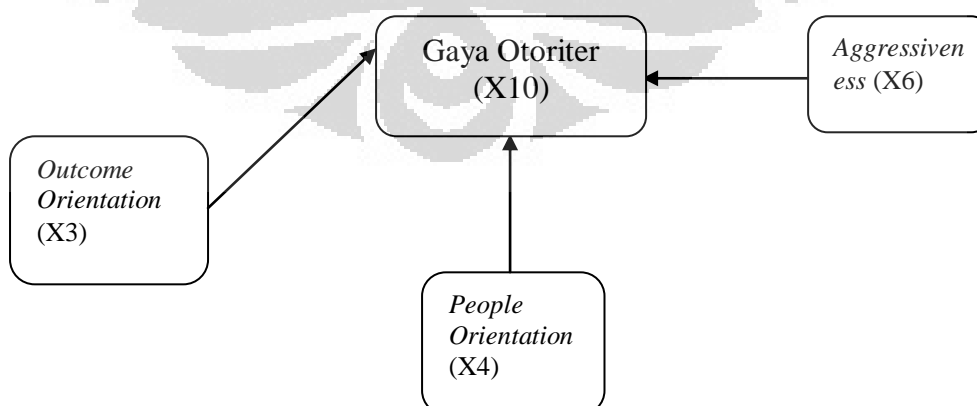 Gaya Otoriter
(X10)
Aggressiven
ess (X6)
Outcome
Orientation
(X3)
People
Orientation
(X4)